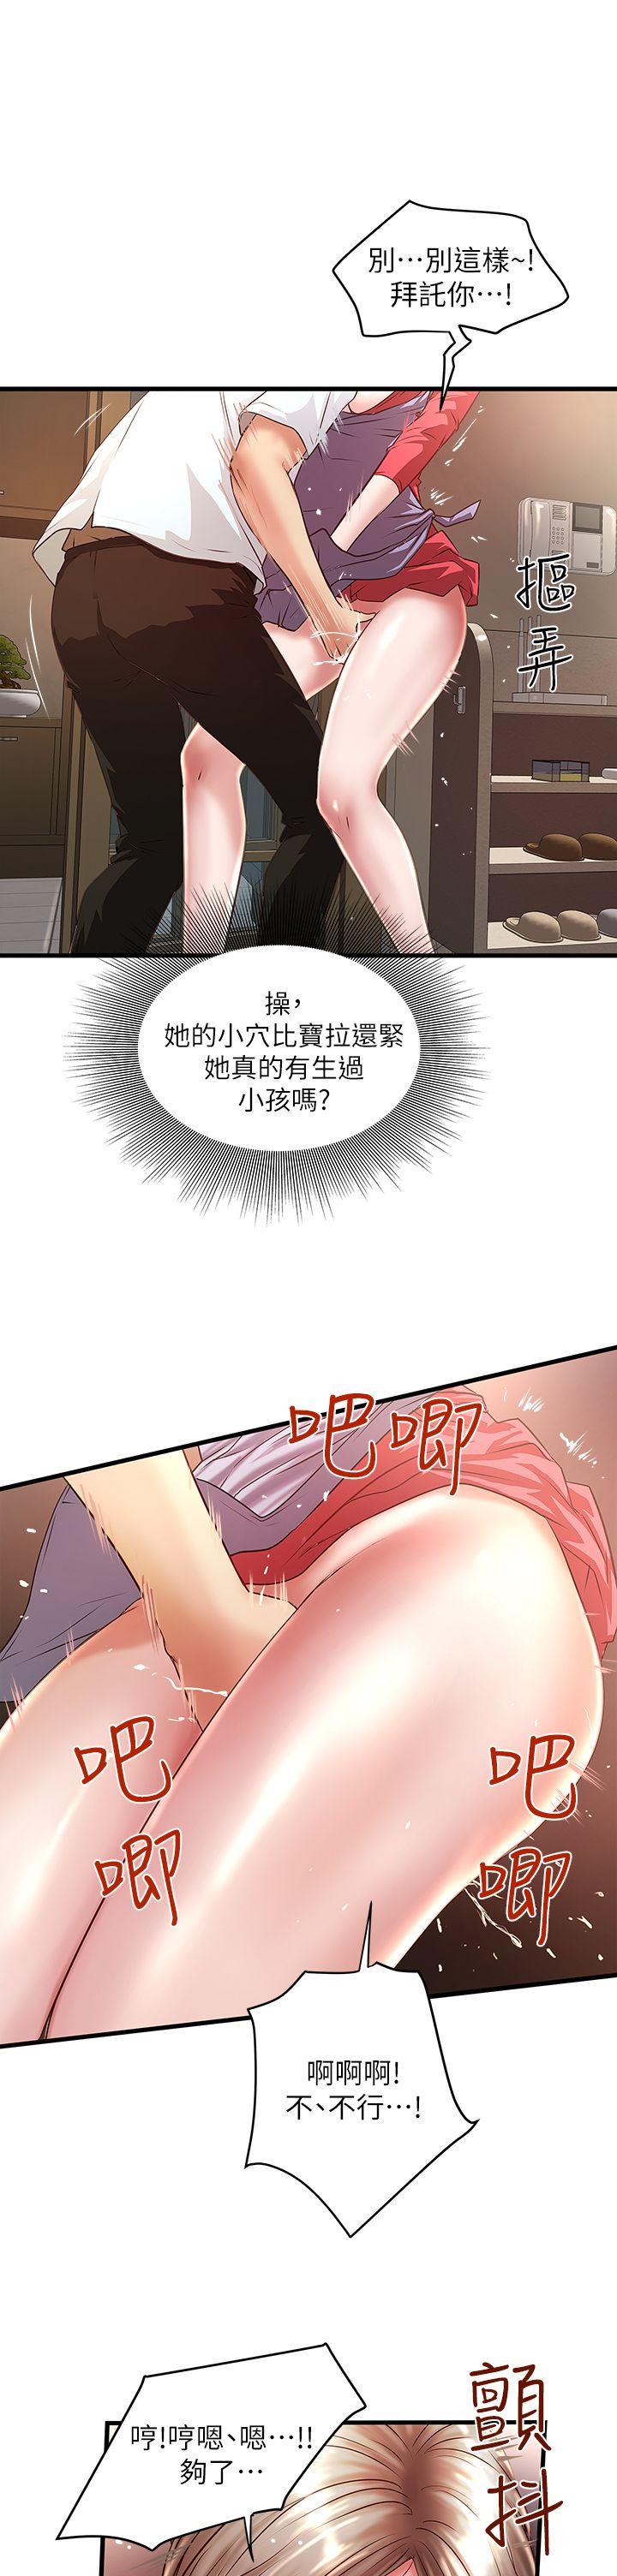 別⋯別這樣~!
拜託你⋯!
摳弄
操,
她的小穴比寶拉還緊
她真的有生過
小孩嗎?
吧唧
吧唧
吧唧
啊啊啊!
不、不行⋯!
哼!哼嗯、嗯⋯!!
夠了⋯
顫抖